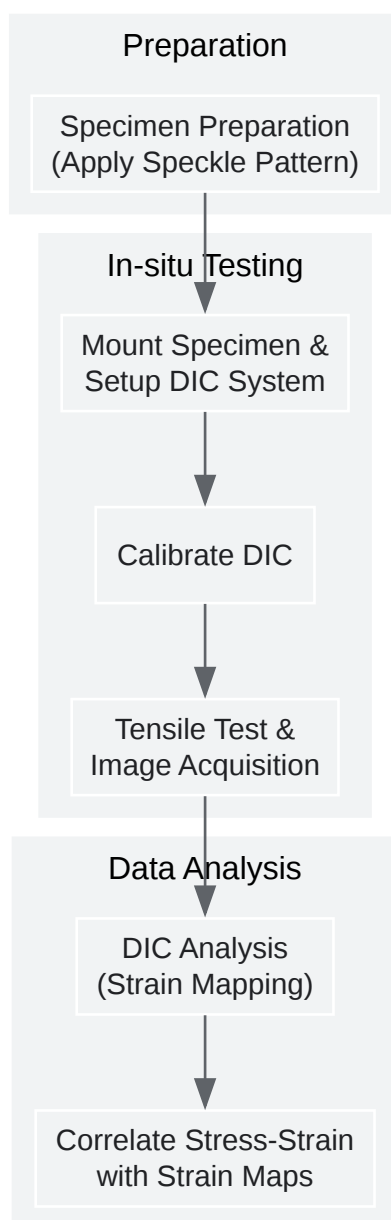 Preparation
Specimen Preparation
(Apply Speckle Pattern)
In-situ Testing
Mount Specimen &
Setup DIC System
Calibrate DIC
Tensile Test &
Image Acquisition
Data Analysis
DIC Analysis
(Strain Mapping)
Correlate Stress-Strain
with Strain Maps